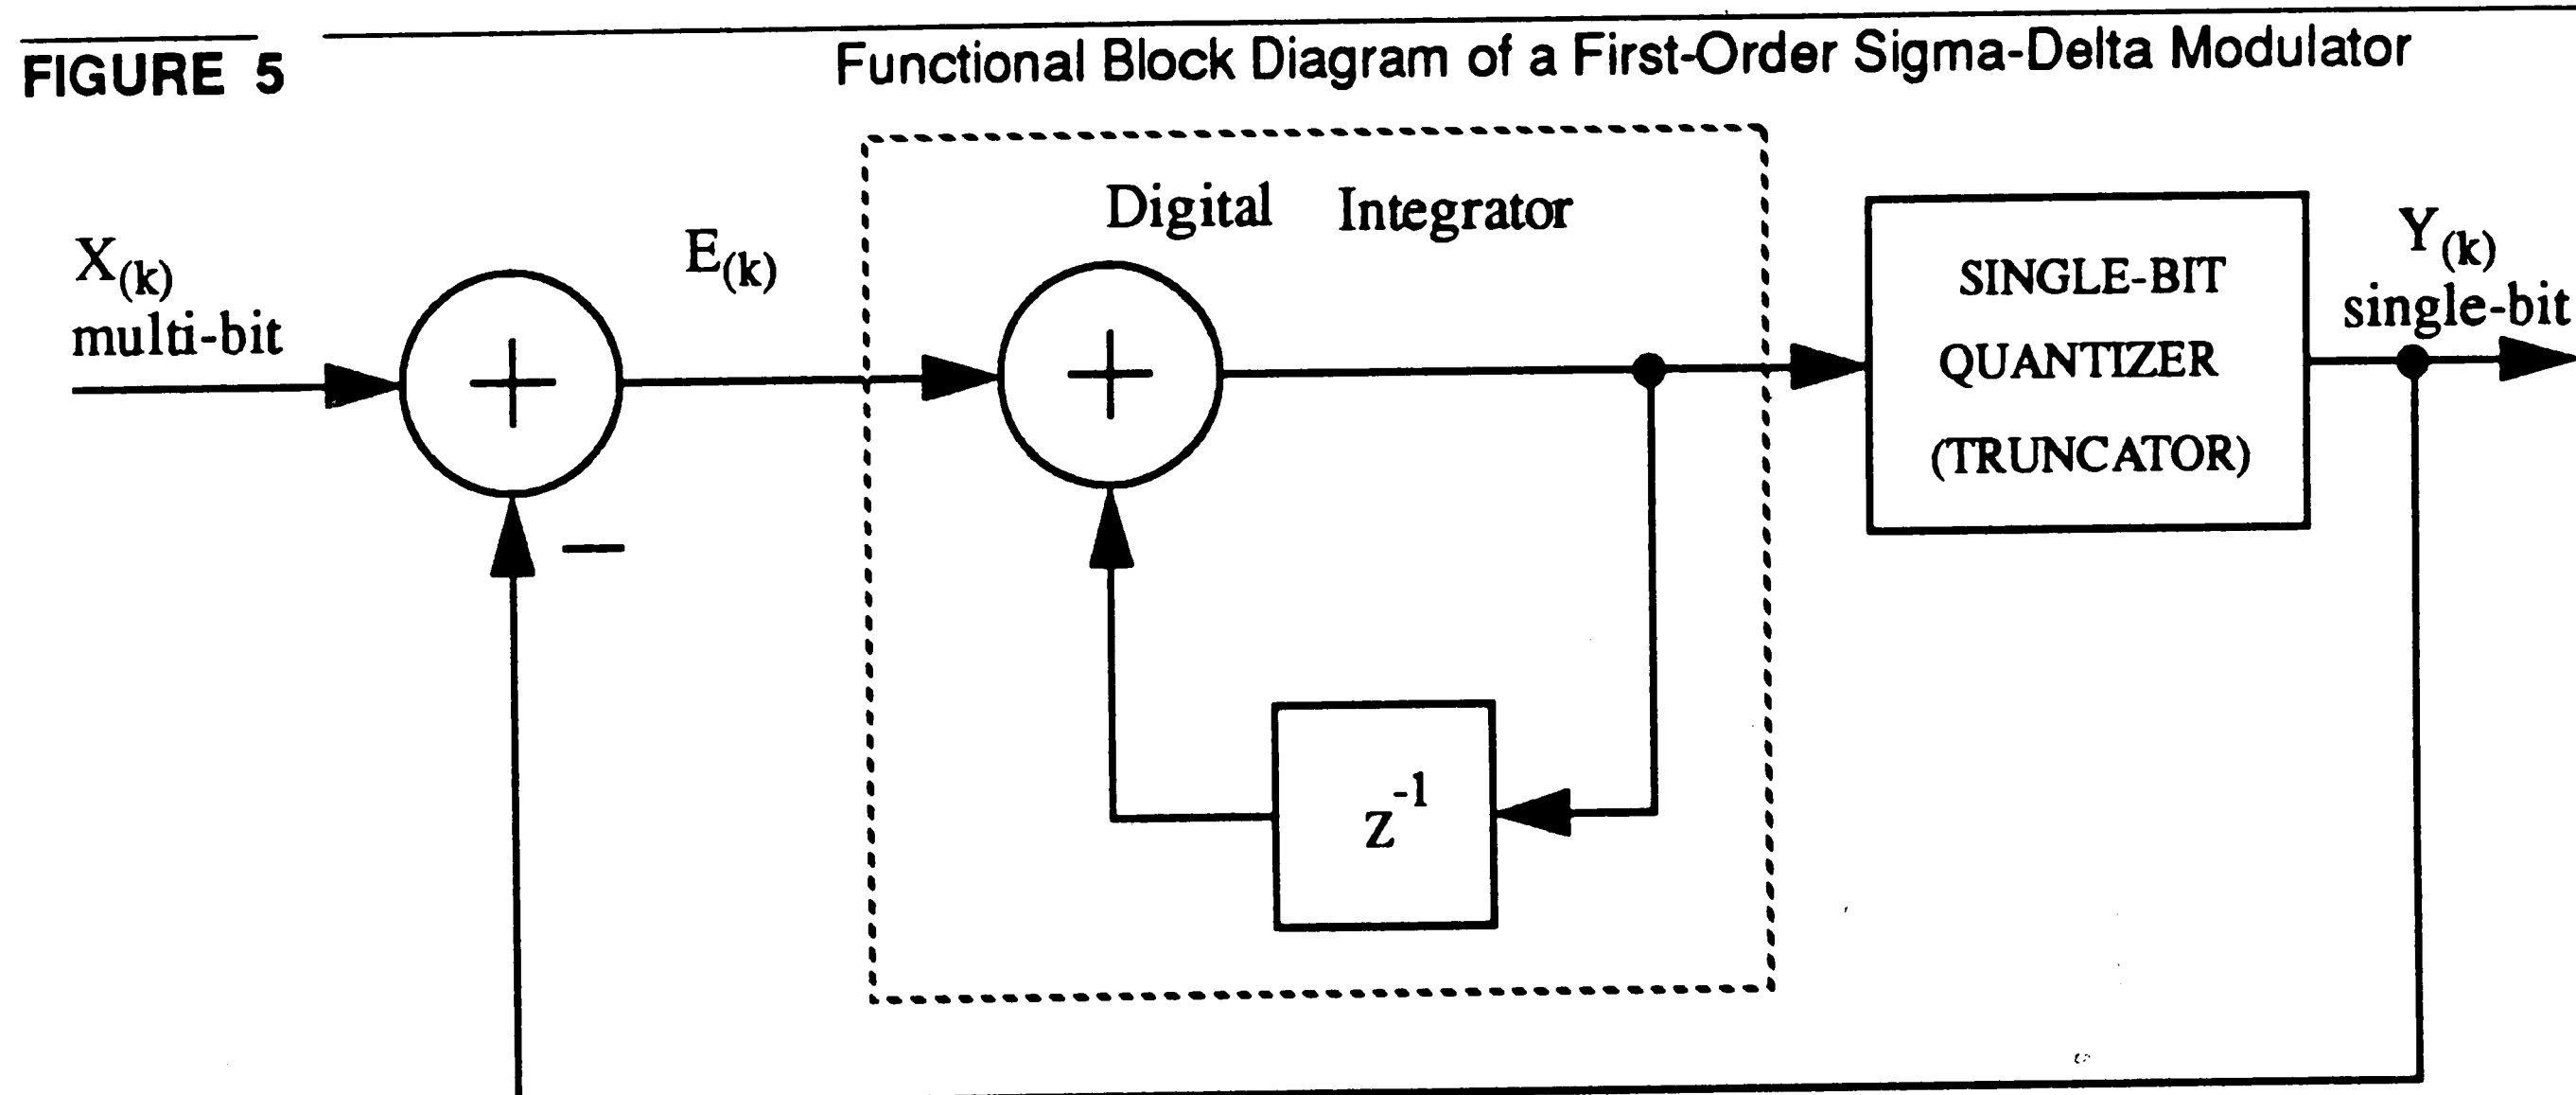 FIGURE 5
Functional Block Diagram of a First-Order Sigma-Delta Modulator
Digital Integrator
X(k)
multi-bit
E(k)
+
+
SINGLE-BIT
QUANTIZER
(TRUNCATOR)
Y(k)
single-bit
—
z-1